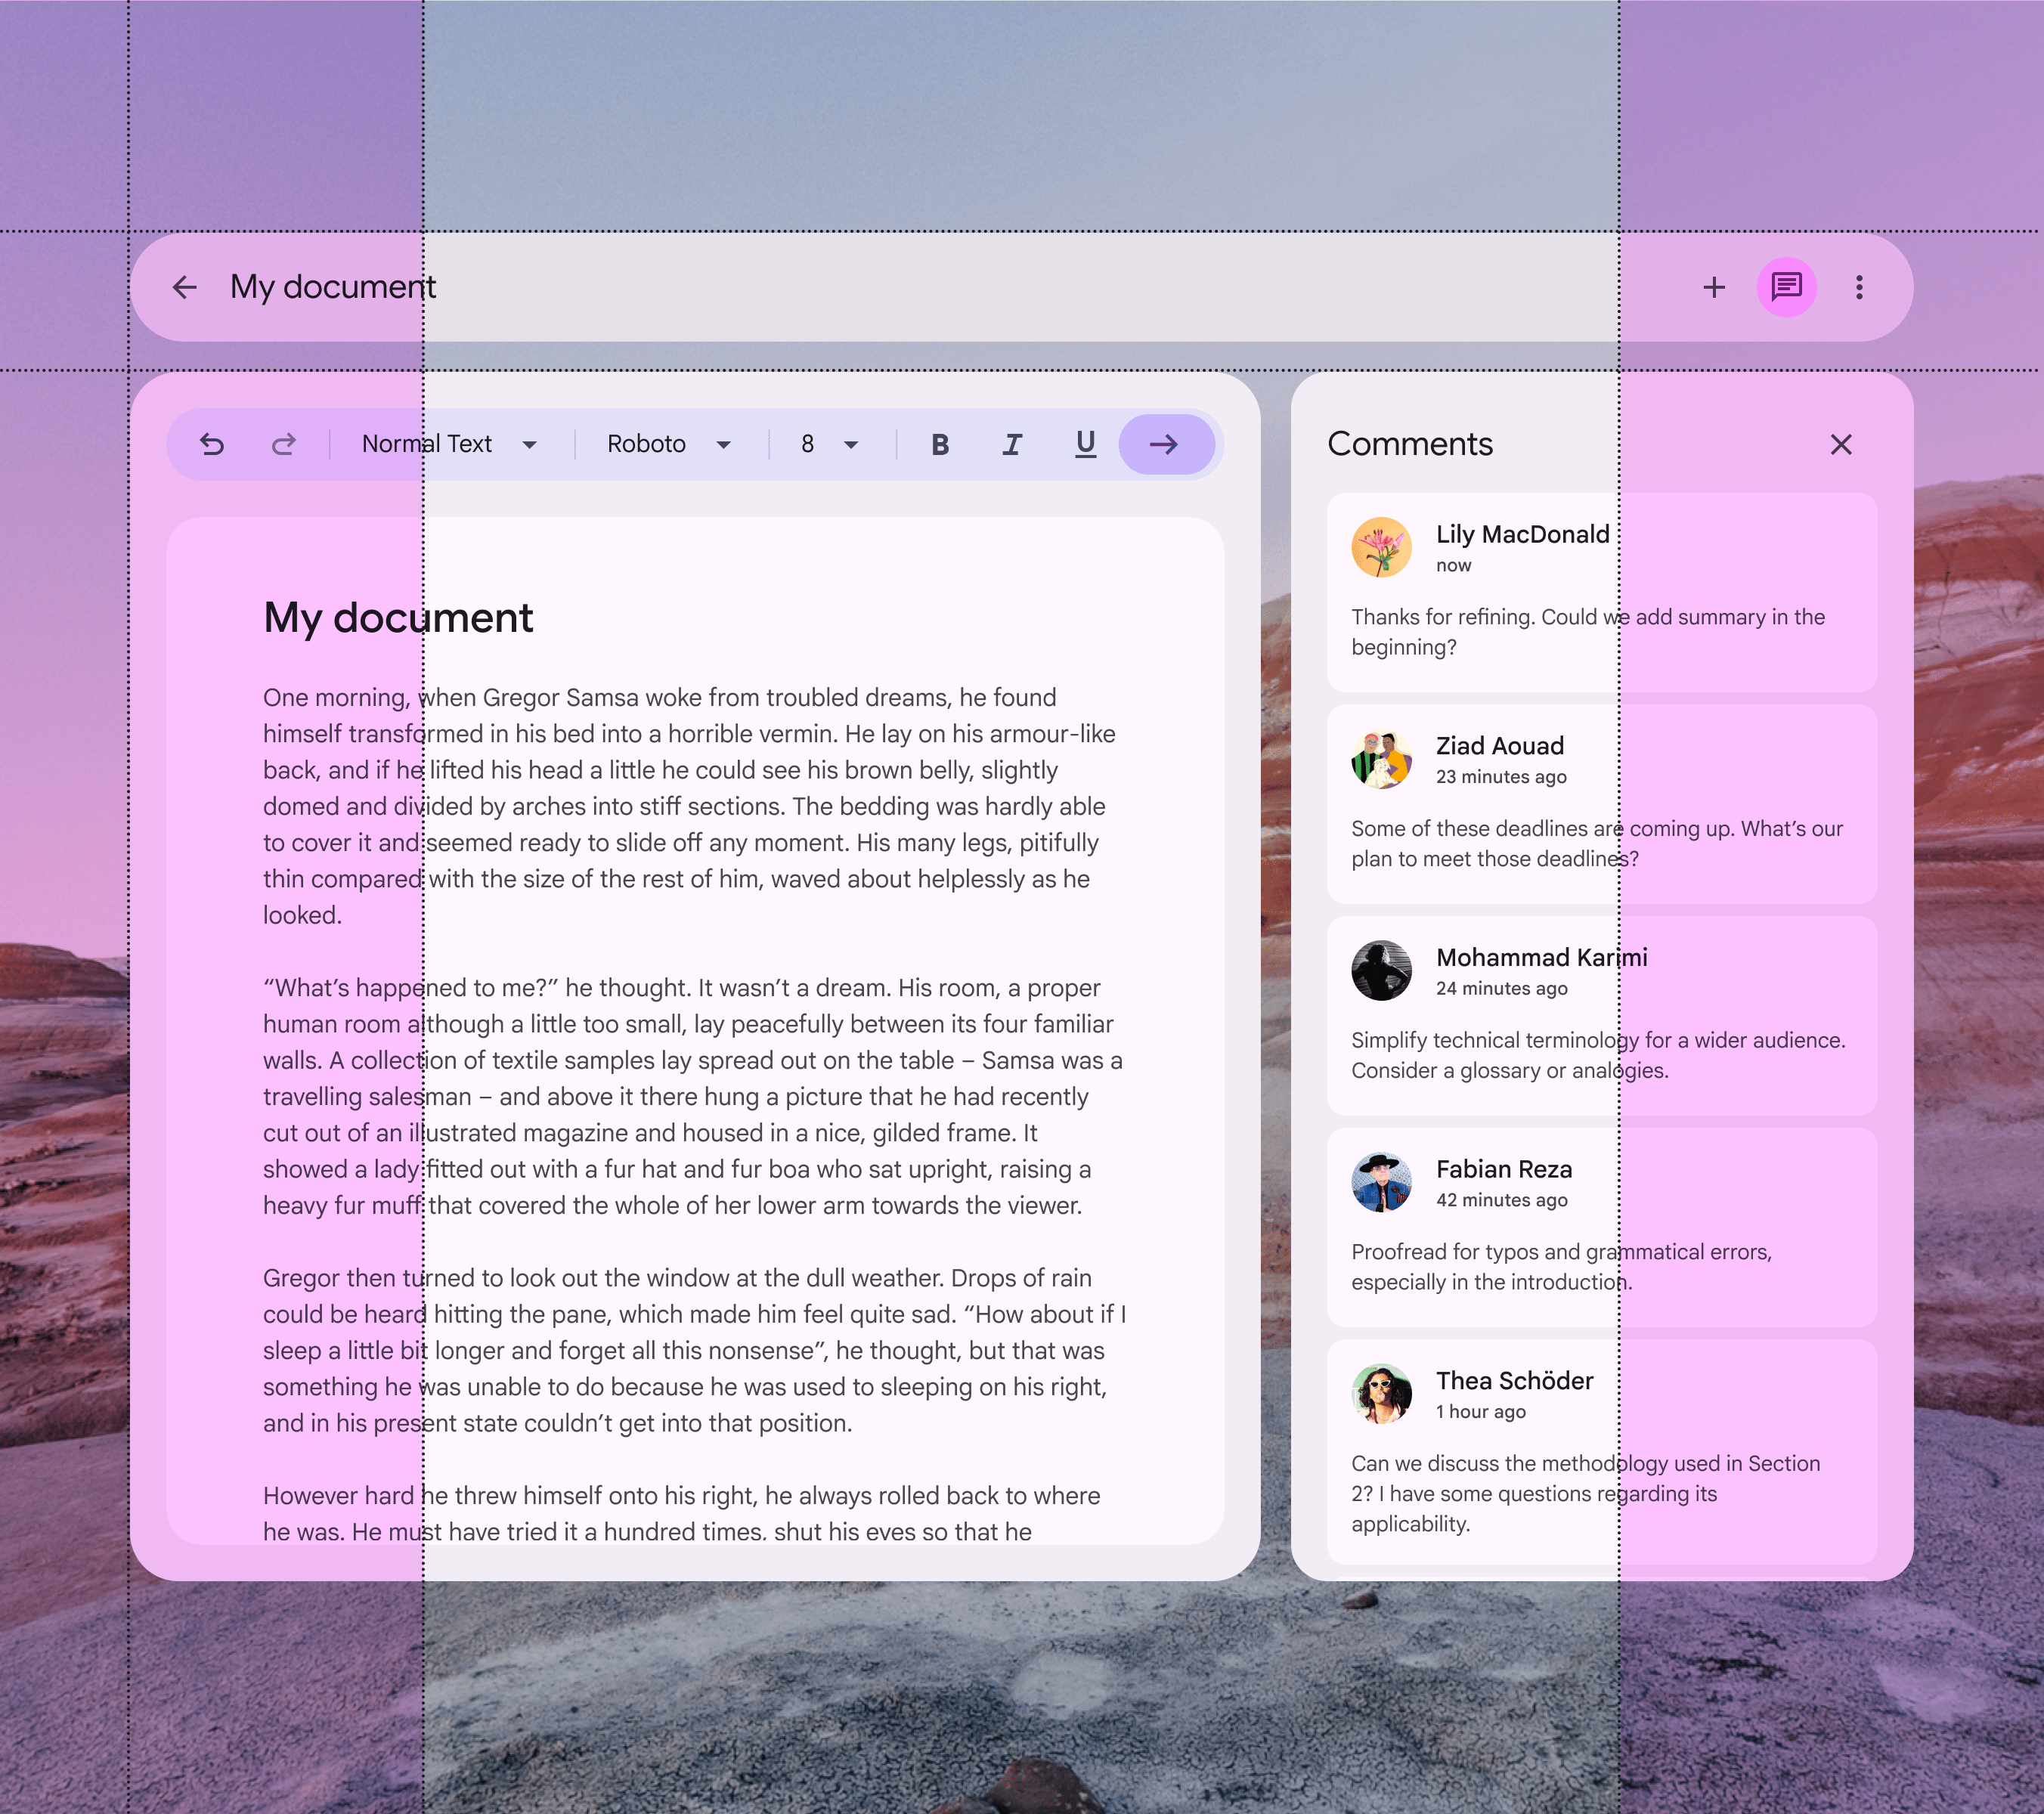 My document
Normal Text
Roboto
8
B
I
U
My document
One morning, when Gregor Samsa woke from troubled dreams, he found
himself transformed in his bed into a horrible vermin. He lay on his armour-like
back, and if he lifted his head a little he could see his brown belly, slightly
domed and divided by arches into stiff sections. The bedding was hardly able
to cover it and seemed ready to slide off any moment. His many legs, pitifully
thin compared with the size of the rest of him, waved about helplessly as he
looked.
“What’s happened to me?” he thought. It wasn’t a dream. His room, a proper
human room although a little too small, lay peacefully between its four familiar
walls. A collection of textile samples lay spread out on the table – Samsa was a
travelling salesman – and above it there hung a picture that he had recently
cut out of an illustrated magazine and housed in a nice, gilded frame. It
showed a lady fitted out with a fur hat and fur boa who sat upright, raising a
heavy fur muff that covered the whole of her lower arm towards the viewer.
Gregor then turned to look out the window at the dull weather. Drops of rain
could be heard hitting the pane, which made him feel quite sad. “How about if I
sleep a little bit longer and forget all this nonsense”, he thought, but that was
something he was unable to do because he was used to sleeping on his right,
and in his present state couldn’t get into that position.
However hard he threw himself onto his right, he always rolled back to where
he was. He must have tried it a hundred times, shut his eyes so that he
Comments
Lily MacDonald
now
Thanks for refining. Could we add summary in the
beginning?
Ziad Aouad
23 minutes ago
Some of these deadlines are coming up. What’s our
plan to meet those deadlines?
Mohammad Karimi
24 minutes ago
Simplify technical terminology for a wider audience.
Consider a glossary or analogies.
Fabian Reza
42 minutes ago
Proofread for typos and grammatical errors,
especially in the introduction.
Thea Schöder
1 hour ago
Can we discuss the methodology used in Section
2? I have some questions regarding its
applicability.